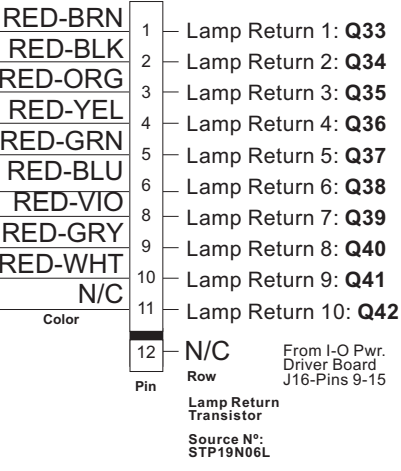 RED-BRN 1 Lamp Return 1: Q33
RED-BLK 2 Lamp Return 2: Q34
RED-ORG 3 Lamp Return 3: Q35
RED-YEL 4 Lamp Return 4: Q36
RED-GRN 5 Lamp Return 5: Q37
RED-BLU 6 Lamp Return 6: Q38
RED-VIO 8 Lamp Return 7: Q39
RED-GRY 9 Lamp Return 8: Q40
RED-WHT 10 Lamp Return 9: Q41
N/C 11 Lamp Return 10: Q42
Color
12 N/C
Pin
Row
From I-O Pwr.
Driver Board
J16-Pins 9-15
Lamp Return
Transistor
Source Nº:
STP19N06L